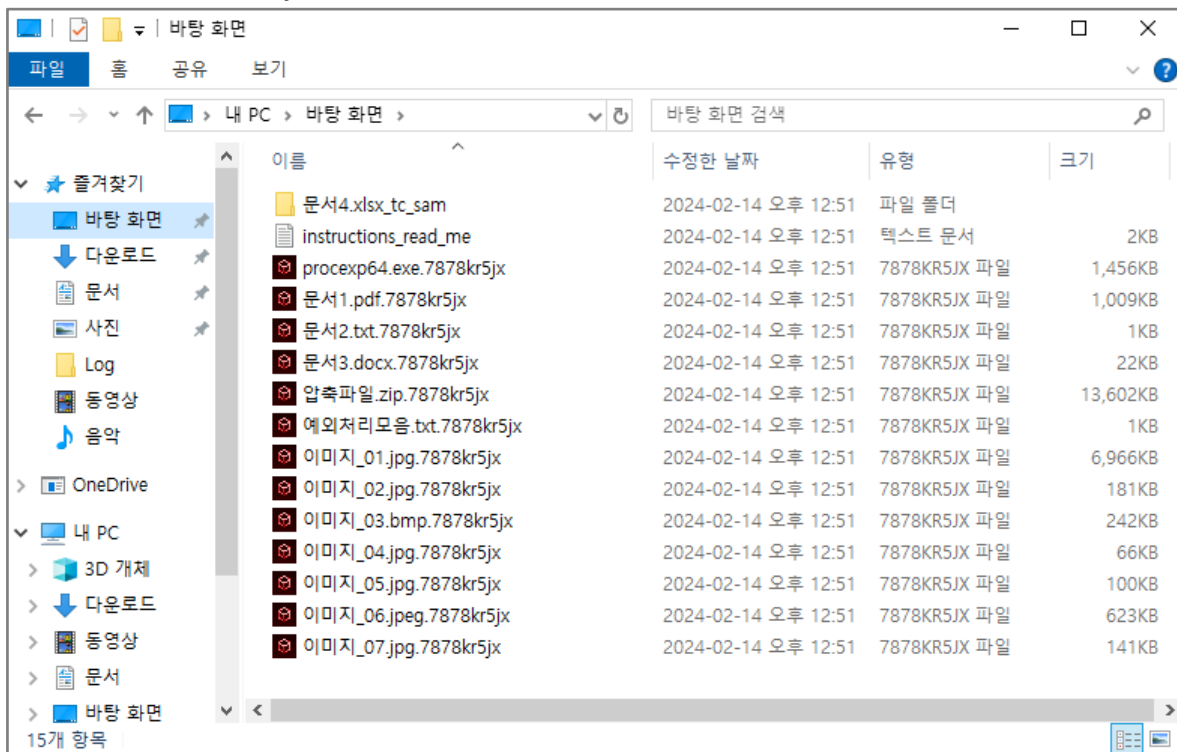 바탕 화면
파일 홈 공유 보기
내 PC 바탕 화면
바탕 화면 검색
이름 수정한 날짜 유형 크기
즐겨찾기
바탕 화면
다운로드
문서
사진
Log
동영상
음악
OneDrive
내 PC
3D 개체
다운로드
동영상
문서
바탕 화면
문서4.xlsx_tc_sam 2024-02-14 오후 12:51 파일 폴더
instructions_read_me 2024-02-14 오후 12:51 텍스트 문서 2KB
procexp64.exe.7878kr5jx 2024-02-14 오후 12:51 7878KR5JX 파일 1,456KB
문서1.pdf.7878kr5jx 2024-02-14 오후 12:51 7878KR5JX 파일 1,009KB
문서2.txt.7878kr5jx 2024-02-14 오후 12:51 7878KR5JX 파일 1KB
문서3.docx.7878kr5jx 2024-02-14 오후 12:51 7878KR5JX 파일 22KB
압축파일.zip.7878kr5jx 2024-02-14 오후 12:51 7878KR5JX 파일 13,602KB
예외처리모음.txt.7878kr5jx 2024-02-14 오후 12:51 7878KR5JX 파일 1KB
이미지_01.jpg.7878kr5jx 2024-02-14 오후 12:51 7878KR5JX 파일 6,966KB
이미지_02.jpg.7878kr5jx 2024-02-14 오후 12:51 7878KR5JX 파일 181KB
이미지_03.bmp.7878kr5jx 2024-02-14 오후 12:51 7878KR5JX 파일 242KB
이미지_04.jpg.7878kr5jx 2024-02-14 오후 12:51 7878KR5JX 파일 66KB
이미지_05.jpg.7878kr5jx 2024-02-14 오후 12:51 7878KR5JX 파일 100KB
이미지_06.jpeg.7878kr5jx 2024-02-14 오후 12:51 7878KR5JX 파일 623KB
이미지_07.jpg.7878kr5jx 2024-02-14 오후 12:51 7878KR5JX 파일 141KB
15개 항목